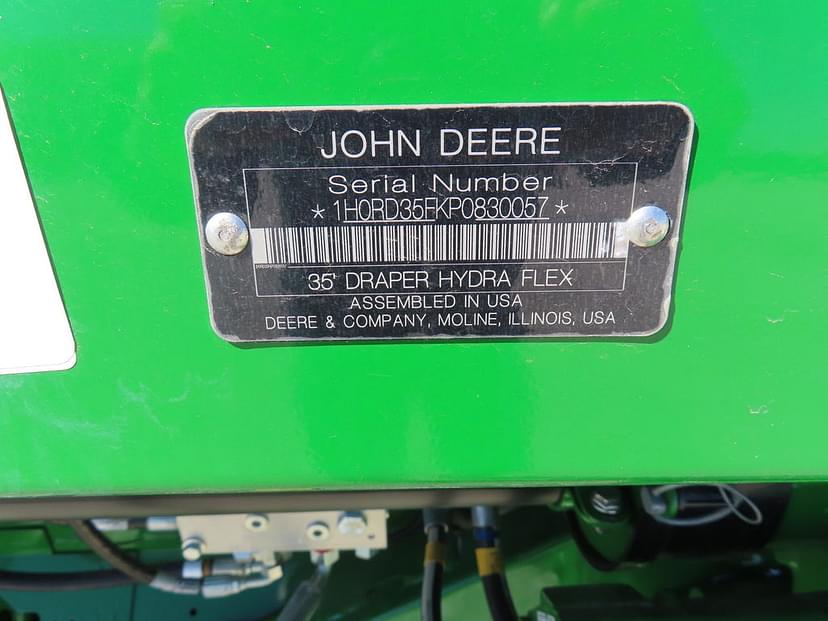 JOHN DEERE
Serial Number
*1H0RD35FKP0830057*
35' DRAPER HYDRA FLEX
ASSEMBLED IN USA
DEERE & COMPANY, MOLINE, ILLINOIS, USA